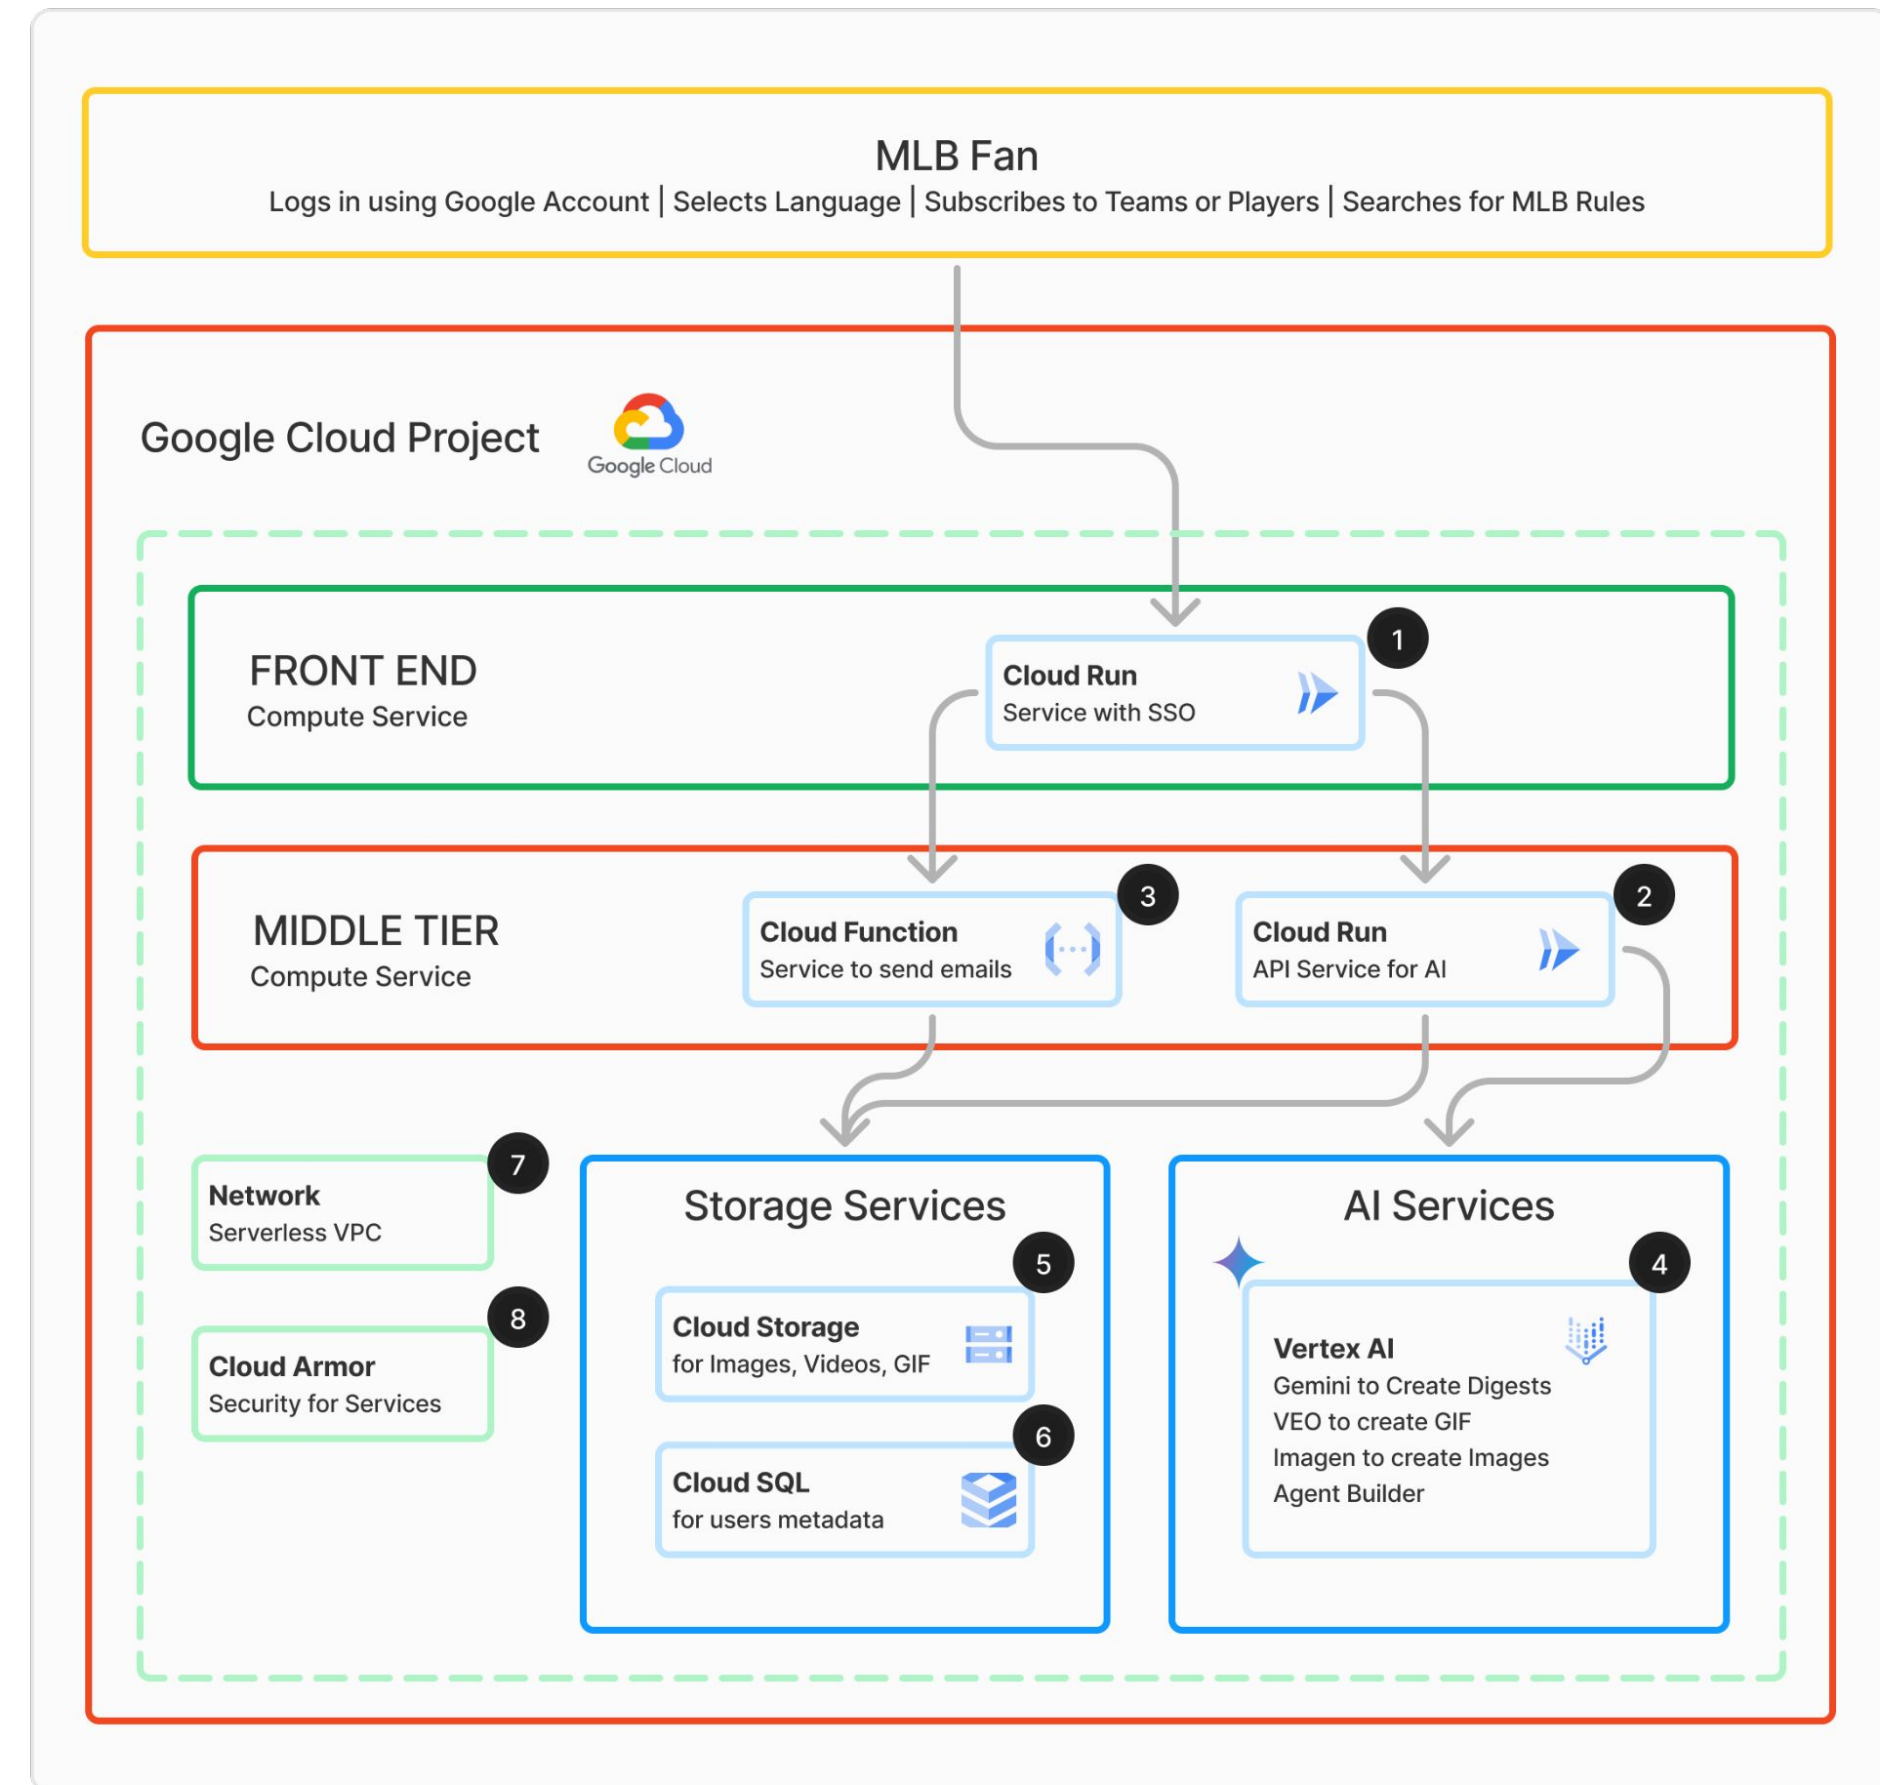 MLB Fan
Logs in using Google Account | Selects Language | Subscribes to Teams or Players | Searches for MLB Rules
Google Cloud Project
Google Cloud
FRONT END
Compute Service
1
Cloud Run
Service with SSO
MIDDLE TIER
Compute Service
3
Cloud Function
Service to send emails
2
Cloud Run
API Service for AI
7
Network
Serverless VPC
8
Cloud Armor
Security for Services
Storage Services
5
Cloud Storage
for Images, Videos, GIF
6
Cloud SQL
for users metadata
AI Services
4
Vertex AI
Gemini to Create Digests
VEO to create GIF
Imagen to create Images
Agent Builder